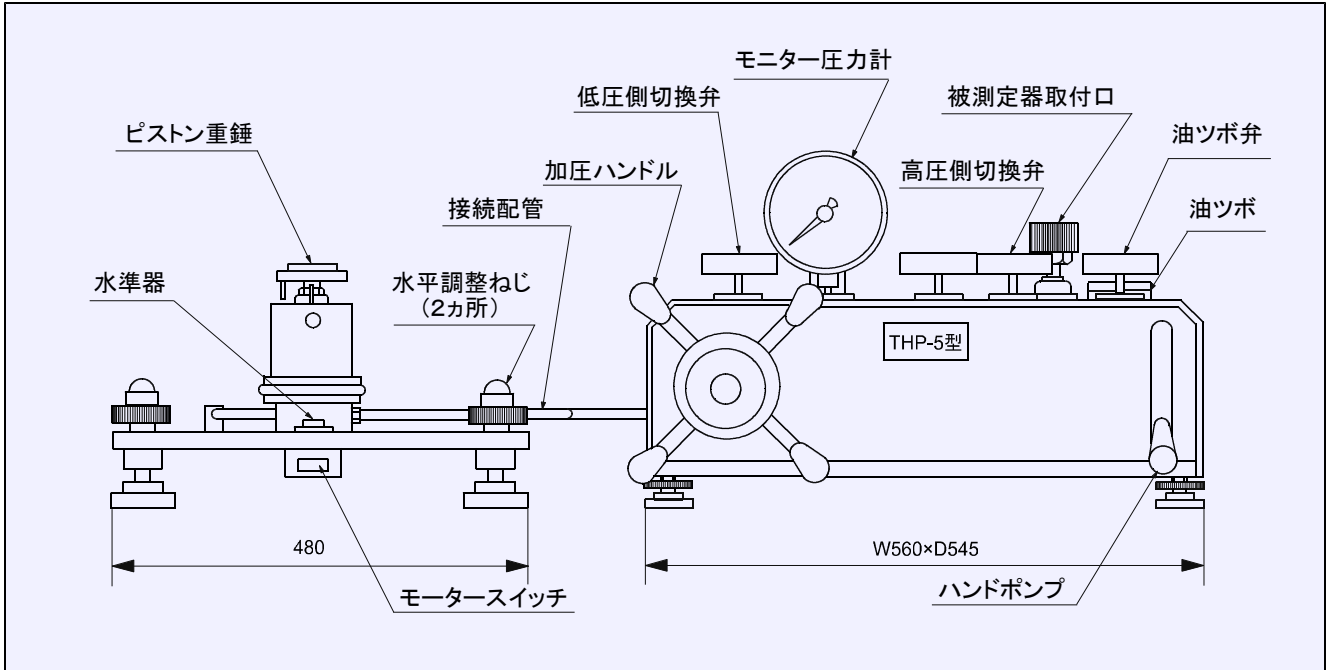 モニター圧力計
低圧側切換弁
被測定器取付口
ピストン重錘
油ツボ弁
加圧ハンドル
高圧側切換弁
接続配管
油ツボ
水準器
水平調整ねじ
（2ヵ所）
THP-5型
480
W560×D545
モータースイッチ
ハンドポンプ